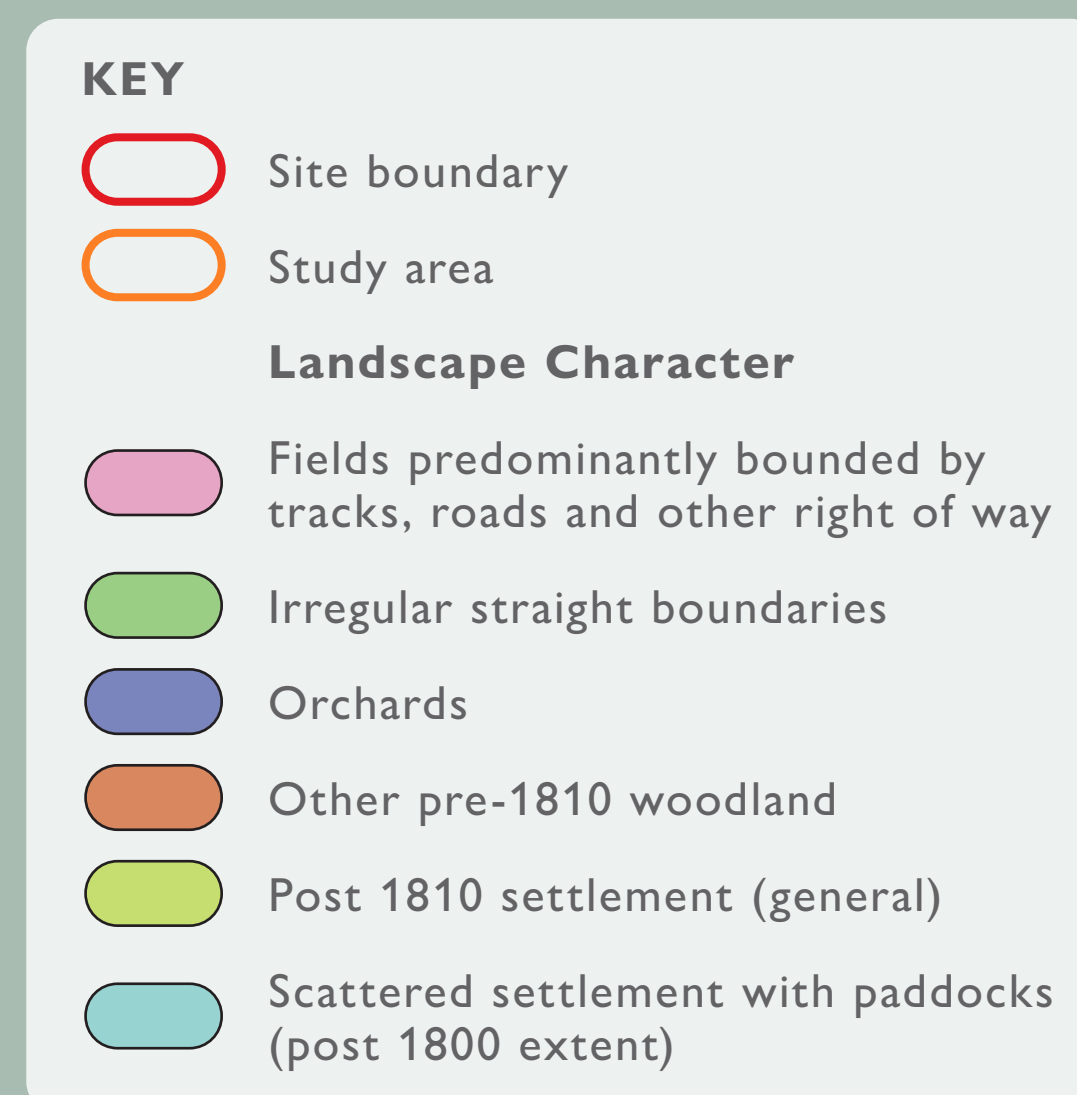 KEY
Site boundary
Study area
Landscape Character
Fields predominantly bounded by
tracks, roads and other right of way
Irregular straight boundaries
Orchards
Other pre-1810 woodland
Post 1810 settlement (general)
Scattered settlement with paddocks
(post 1800 extent)